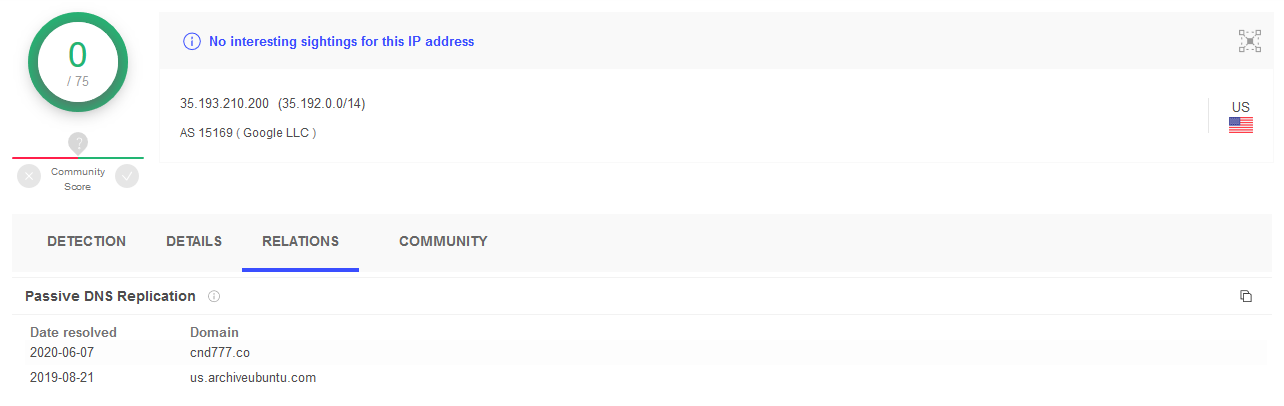 0
/ 75
?
Community
Score
No interesting sightings for this IP address
35.193.210.200 (35.192.0.0/14)
AS 15169 ( Google LLC )
US
DETECTION DETAILS RELATIONS COMMUNITY
Passive DNS Replication
Date resolved Domain
2020-06-07 cnd777.co
2019-08-21 us.archiveubuntu.com